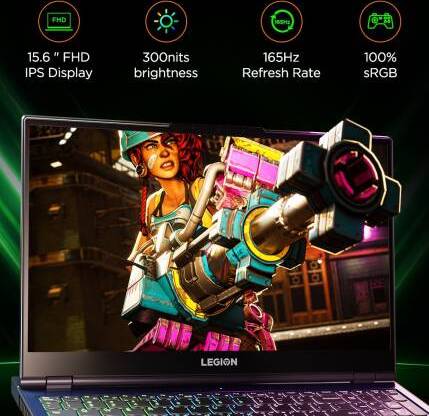 FHD
165Hz
15.6 " FHD
IPS Display
300nits
brightness
165Hz
Refresh Rate
100%
sRGB
LEGION